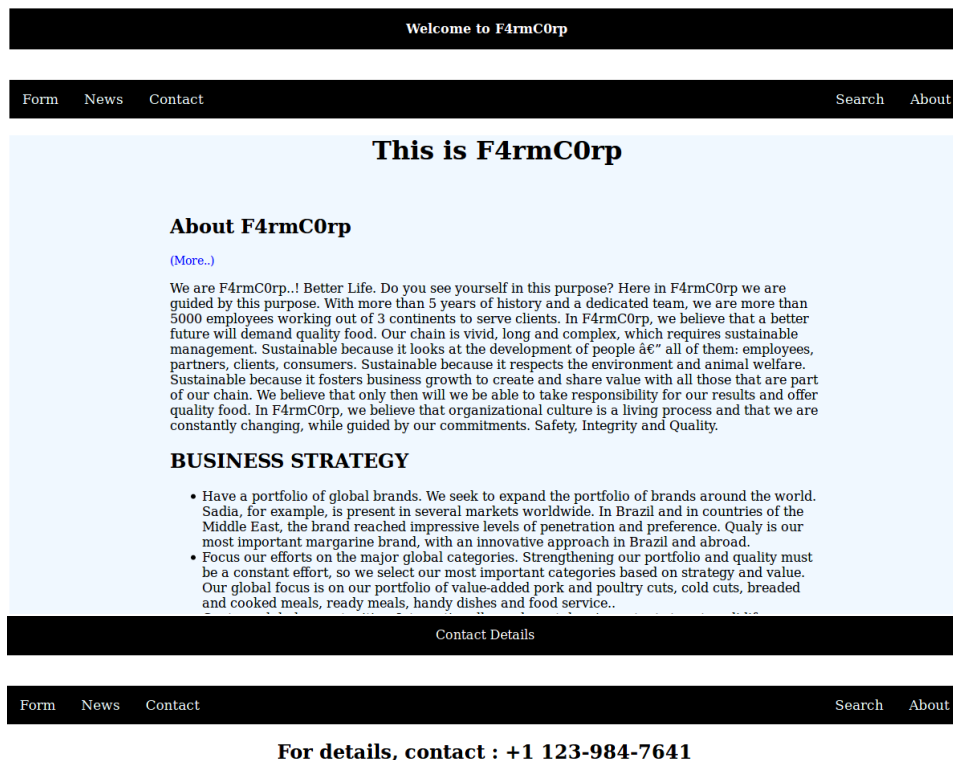 Welcome to F4rmC0rp
Form News Contact Search About
This is F4rmC0rp
About F4rmC0rp
(More..)
We are F4rmC0rp..! Better Life. Do you see yourself in this purpose? Here in F4rmC0rp we are
guided by this purpose. With more than 5 years of history and a dedicated team, we are more than
5000 employees working out of 3 continents to serve clients. In F4rmC0rp, we believe that a better
future will demand quality food. Our chain is vivid, long and complex, which requires sustainable
management. Sustainable because it looks at the development of people â€” all of them: employees,
partners, clients, consumers. Sustainable because it respects the environment and animal welfare.
Sustainable because it fosters business growth to create and share value with all those that are part
of our chain. We believe that only then will we be able to take responsibility for our results and offer
quality food. In F4rmC0rp, we believe that organizational culture is a living process and that we are
constantly changing, while guided by our commitments. Safety, Integrity and Quality.
BUSINESS STRATEGY
• Have a portfolio of global brands. We seek to expand the portfolio of brands around the world.
Sadia, for example, is present in several markets worldwide. In Brazil and in countries of the
Middle East, the brand reached impressive levels of penetration and preference. Qualy is our
most important margarine brand, with an innovative approach in Brazil and abroad.
• Focus our efforts on the major global categories. Strengthening our portfolio and quality must
be a constant effort, so we select our most important categories based on strategy and value.
Our global focus is on our portfolio of value-added pork and poultry cuts, cold cuts, breaded
and cooked meals, ready meals, handy dishes and food service..
Contact Details
Form News Contact Search About
For details, contact : +1 123-984-7641